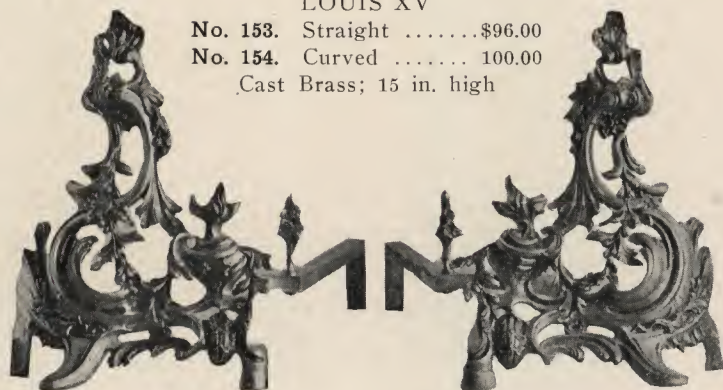 LOUIS XV
No. 153. Straight .......$96.00
No. 154. Curved ....... 100.00
Cast Brass; 15 in. high